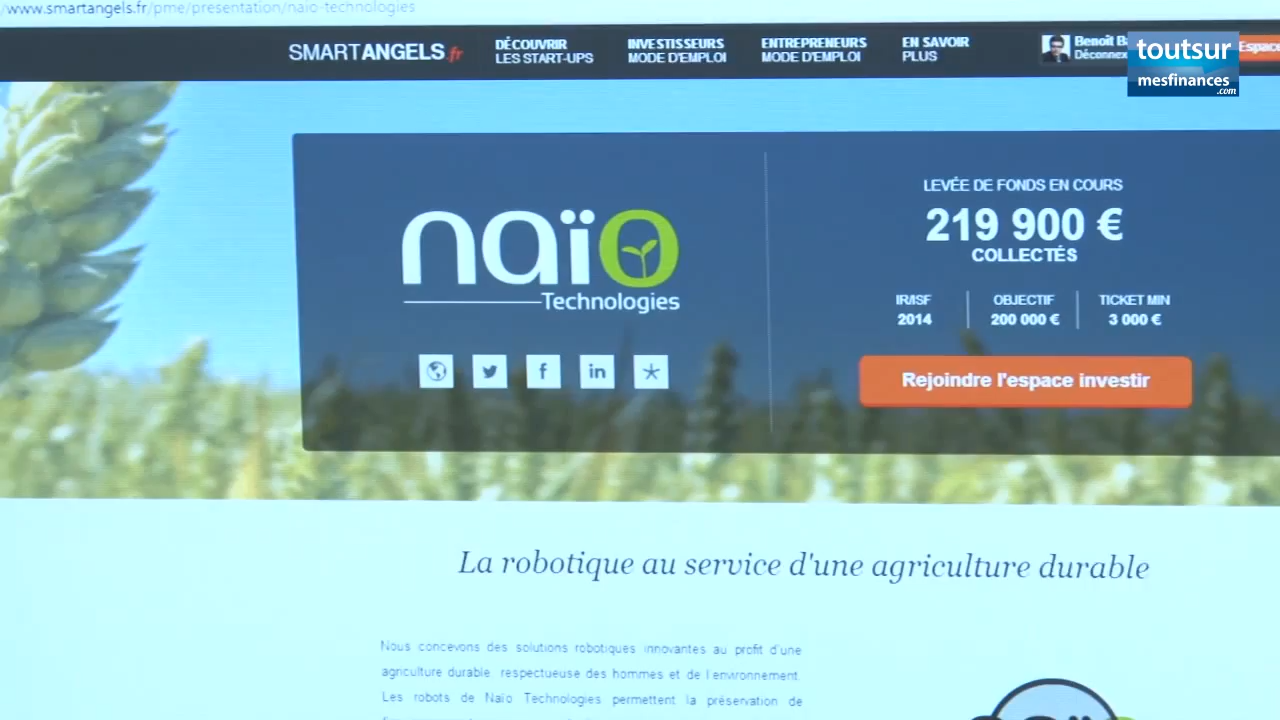 /www.smartangels.fr/pme/presentation/naio-technologies
SMARTANGELS.fr
DÉCOUVRIR
LES START-UPS
INVESTISSEURS
MODE D'EMPLOI
ENTREPRENEURS
MODE D'EMPLOI
EN SAVOIR
PLUS
Benoît
toutsur
mesfinances
.com
naïo
Technologies
LEVÉE DE FONDS EN COURS
219 900 €
COLLECTÉS
IR/ISF
2014
OBJECTIF
200 000 €
TICKET MIN
3 000 €
Rejoindre l'espace investir
La robotique au service d'une agriculture durable
Nous concevons des solutions robotiques innovantes au profit d'une
agriculture durable, respectueuse des hommes et de l'environnement.
Les robots de Naïo Technologies permettent la préservation de